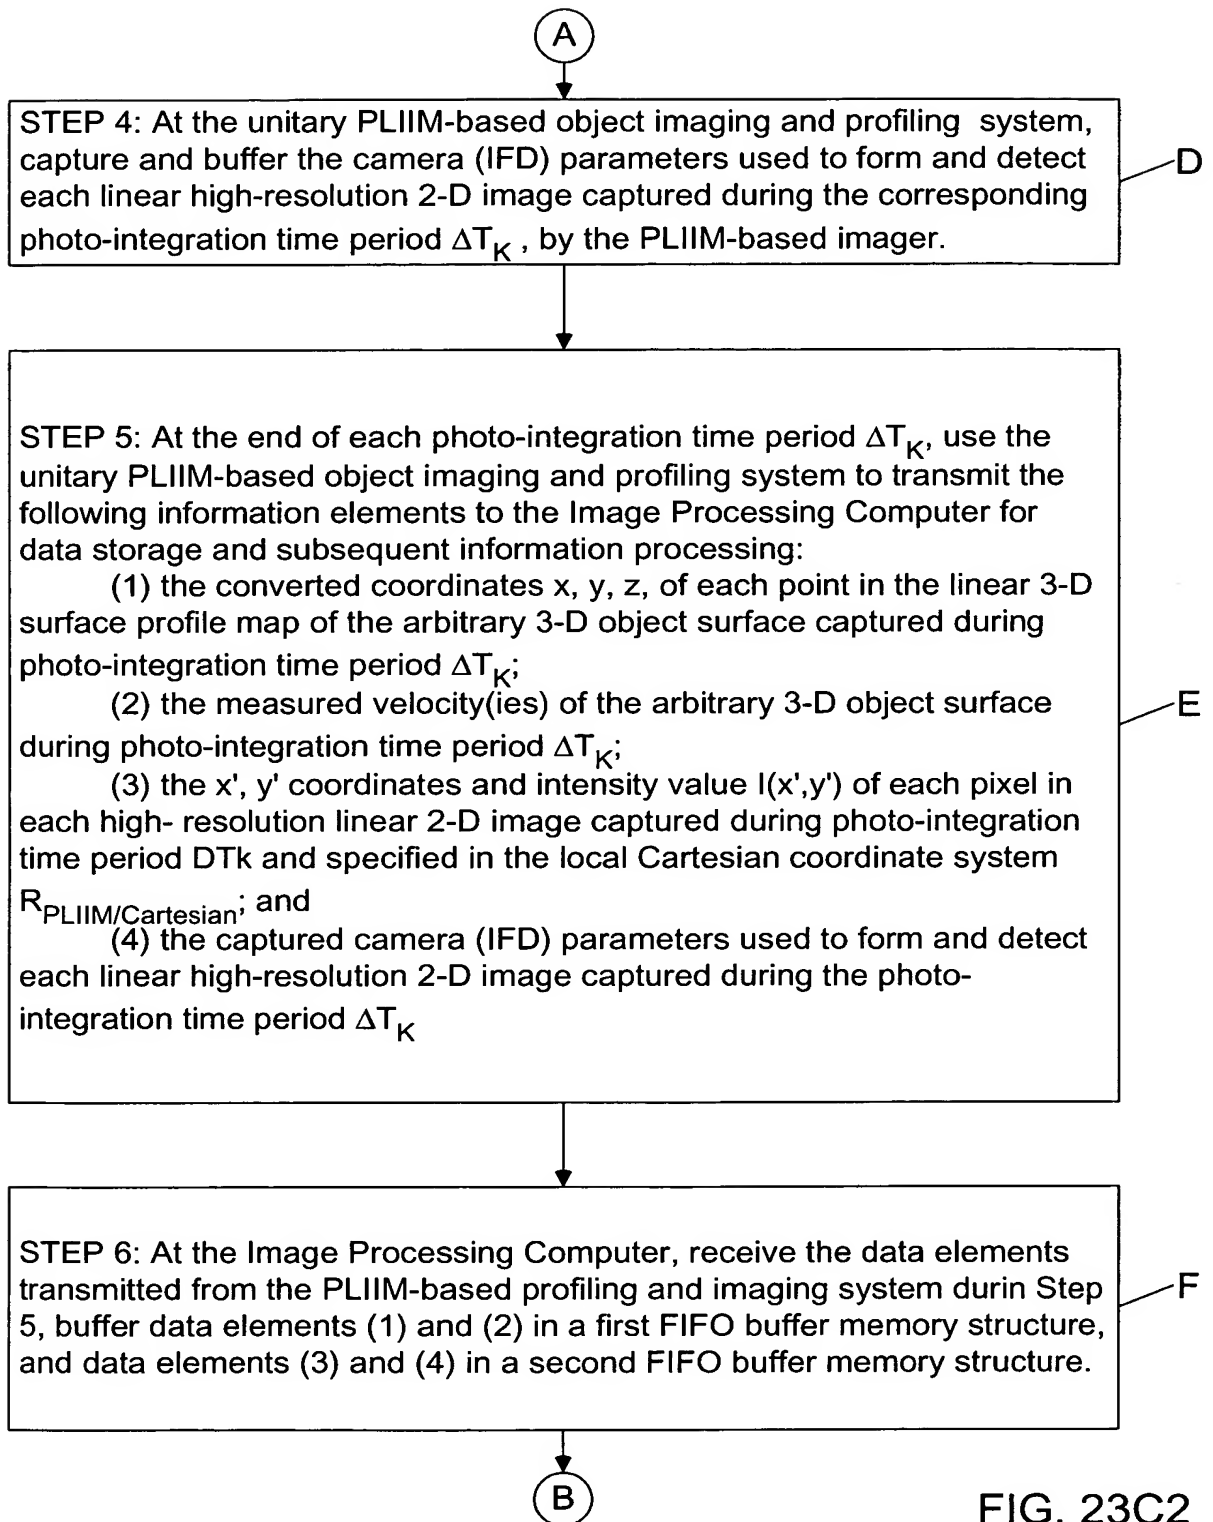 A
STEP 4: At the unitary PLIIM-based object imaging and profiling system,
capture and buffer the camera (IFD) parameters used to form and detect
each linear high-resolution 2-D image captured during the corresponding
photo-integration time period ΔT_K , by the PLIIM-based imager.
D
STEP 5: At the end of each photo-integration time period ΔT_K, use the
unitary PLIIM-based object imaging and profiling system to transmit the
following information elements to the Image Processing Computer for
data storage and subsequent information processing:
(1) the converted coordinates x, y, z, of each point in the linear 3-D
surface profile map of the arbitrary 3-D object surface captured during
photo-integration time period ΔT_K;
(2) the measured velocity(ies) of the arbitrary 3-D object surface
during photo-integration time period ΔT_K;
(3) the x', y' coordinates and intensity value I(x',y') of each pixel in
each high- resolution linear 2-D image captured during photo-integration
time period DTk and specified in the local Cartesian coordinate system
R_PLIIM/Cartesian; and
(4) the captured camera (IFD) parameters used to form and detect
each linear high-resolution 2-D image captured during the photo-
integration time period ΔT_K
E
STEP 6: At the Image Processing Computer, receive the data elements
transmitted from the PLIIM-based profiling and imaging system durin Step
5, buffer data elements (1) and (2) in a first FIFO buffer memory structure,
and data elements (3) and (4) in a second FIFO buffer memory structure.
F
B
FIG. 23C2